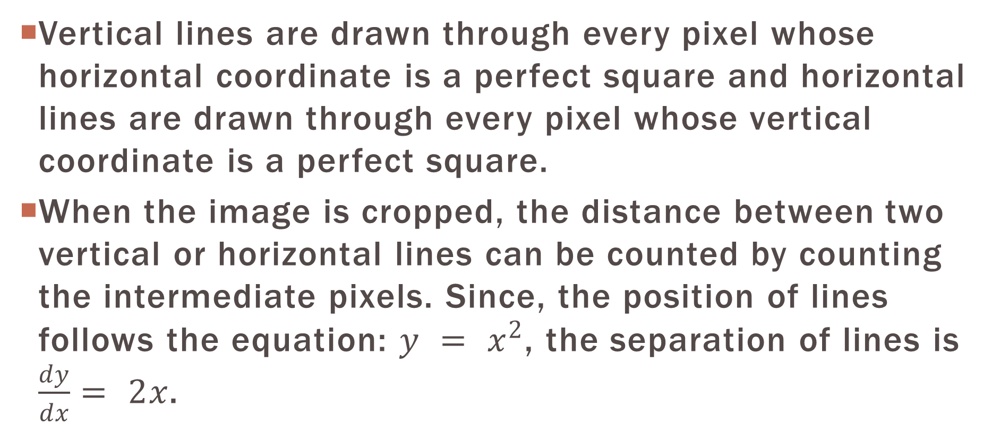 ▪Vertical lines are drawn through every pixel whose
horizontal coordinate is a perfect square and horizontal
lines are drawn through every pixel whose vertical
coordinate is a perfect square.
▪When the image is cropped, the distance between two
vertical or horizontal lines can be counted by counting
the intermediate pixels. Since, the position of lines
follows the equation: y = x², the separation of lines is
dy/dx = 2x.